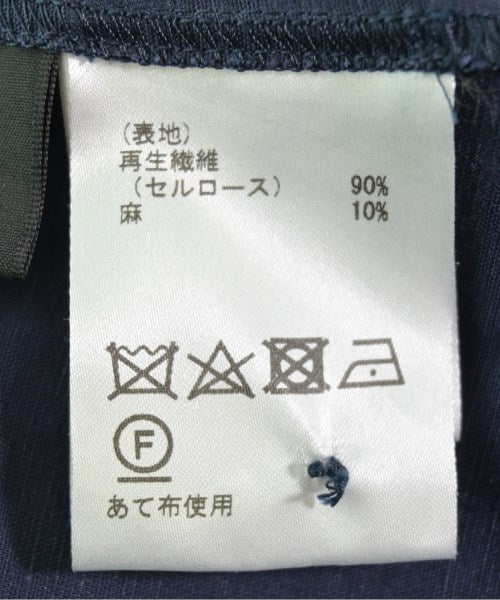 （表地）
再生繊維
（セルロース） 90%
麻 10%
F
あて布使用